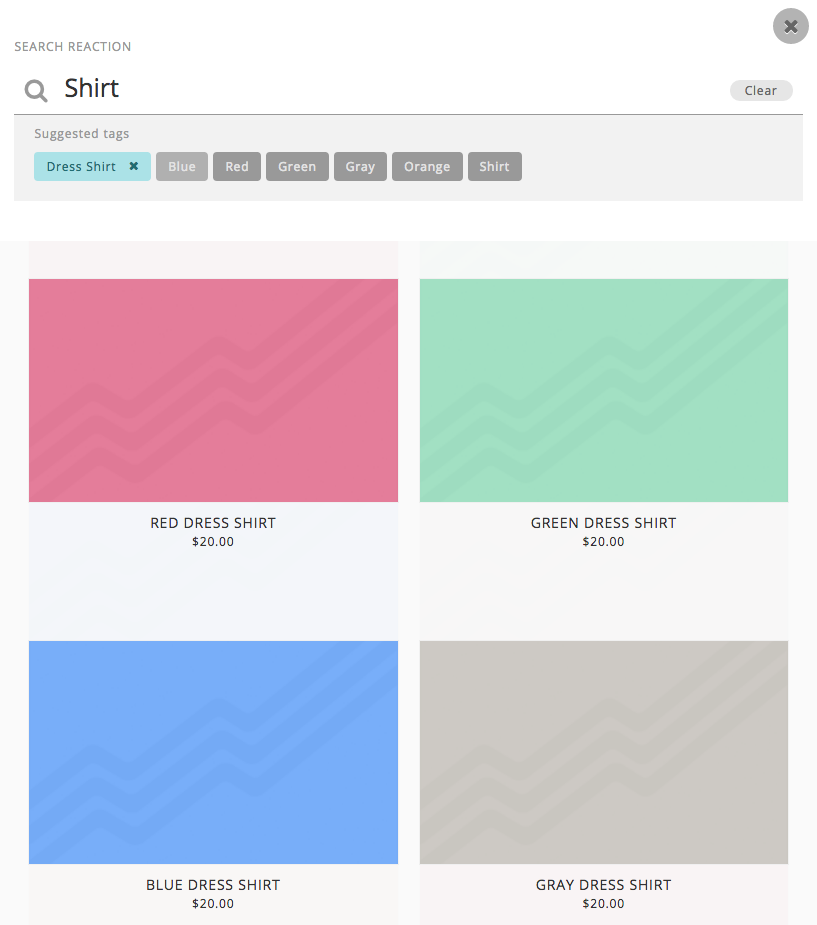 SEARCH REACTION
Shirt
Clear
Suggested tags
Dress Shirt ✖ Blue Red Green Gray Orange Shirt
RED DRESS SHIRT GREEN DRESS SHIRT
$20.00 $20.00
BLUE DRESS SHIRT GRAY DRESS SHIRT
$20.00 $20.00